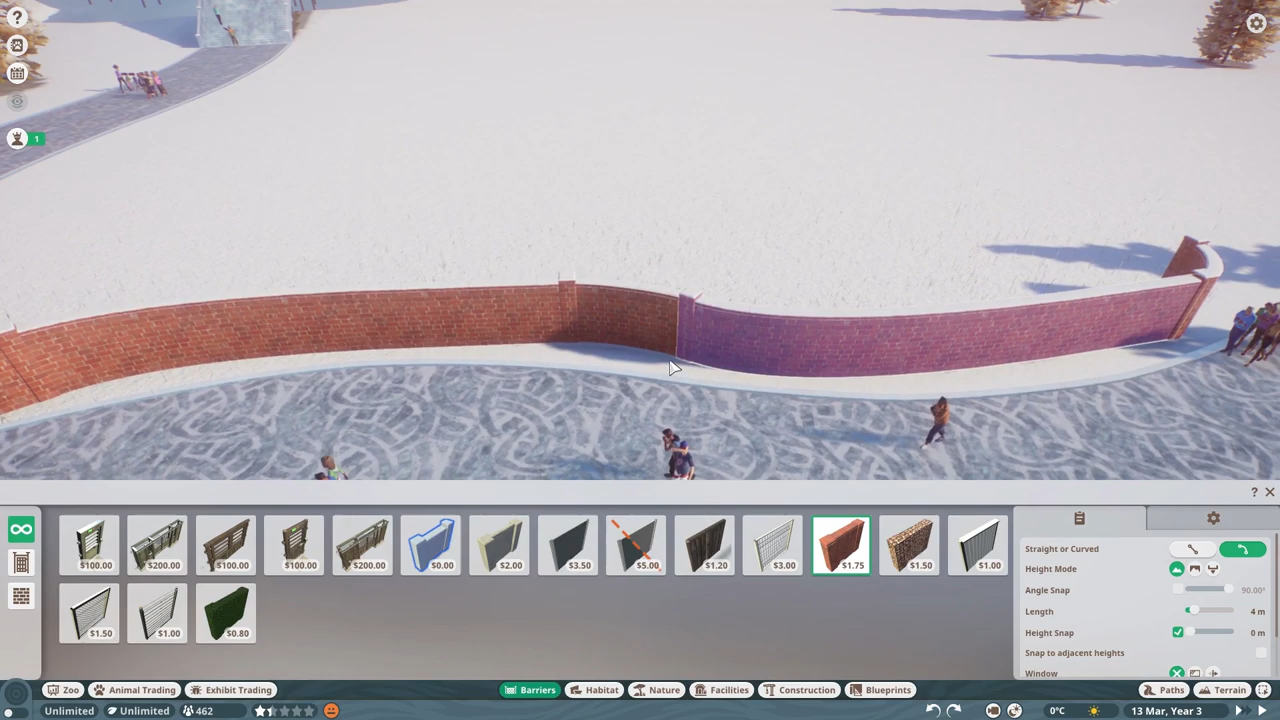 ?
1
? ×
$100.00 $200.00 $100.00 $100.00 $200.00 $0.00 $2.00 $3.50 $5.00 $1.20 $3.00 $1.75 $1.50 $1.00
$1.50 $1.00 $0.80
Straight or Curved
Height Mode
Angle Snap 90.00°
Length 4 m
Height Snap 0 m
Snap to adjacent heights
Window
Zoo Animal Trading Exhibit Trading Barriers Habitat Nature Facilities Construction Blueprints Paths Terrain
Unlimited Unlimited 462 0°C 13 Mar, Year 3